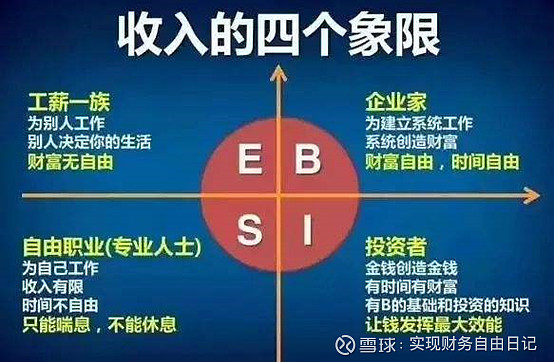 收入的四个象限
工薪一族
为别人工作
别人决定你的生活
财富无自由
企业家
为建立系统工作
系统创造财富
财富自由，时间自由
E B
S I
自由职业(专业人士)
为自己工作
收入有限
时间不自由
只能喘息，不能休息
投资者
金钱创造金钱
有时间有财富
有B的基础和投资的知识
让钱发挥最大效能
雪球：实现财务自由日记